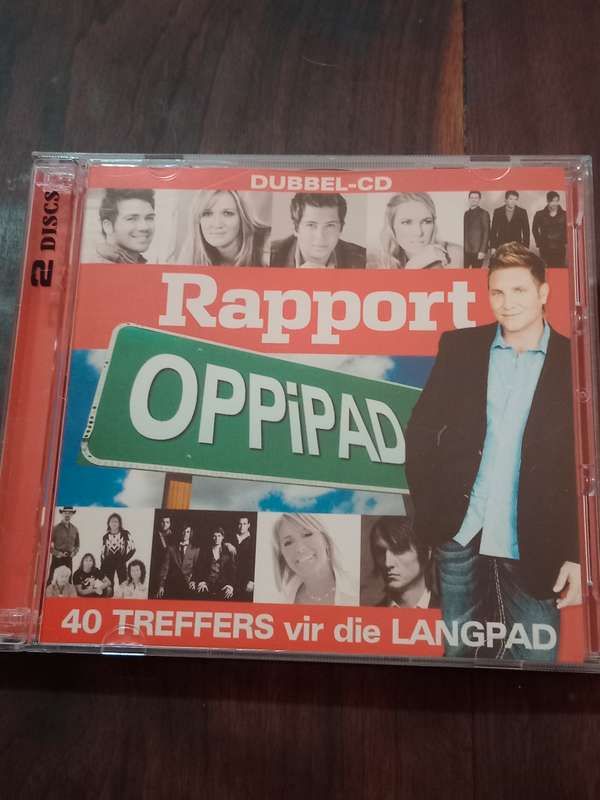 DUBBEL-CD
2 DISCS
Rapport
OPPiPAD
40 TREFFERS vir die LANGPAD